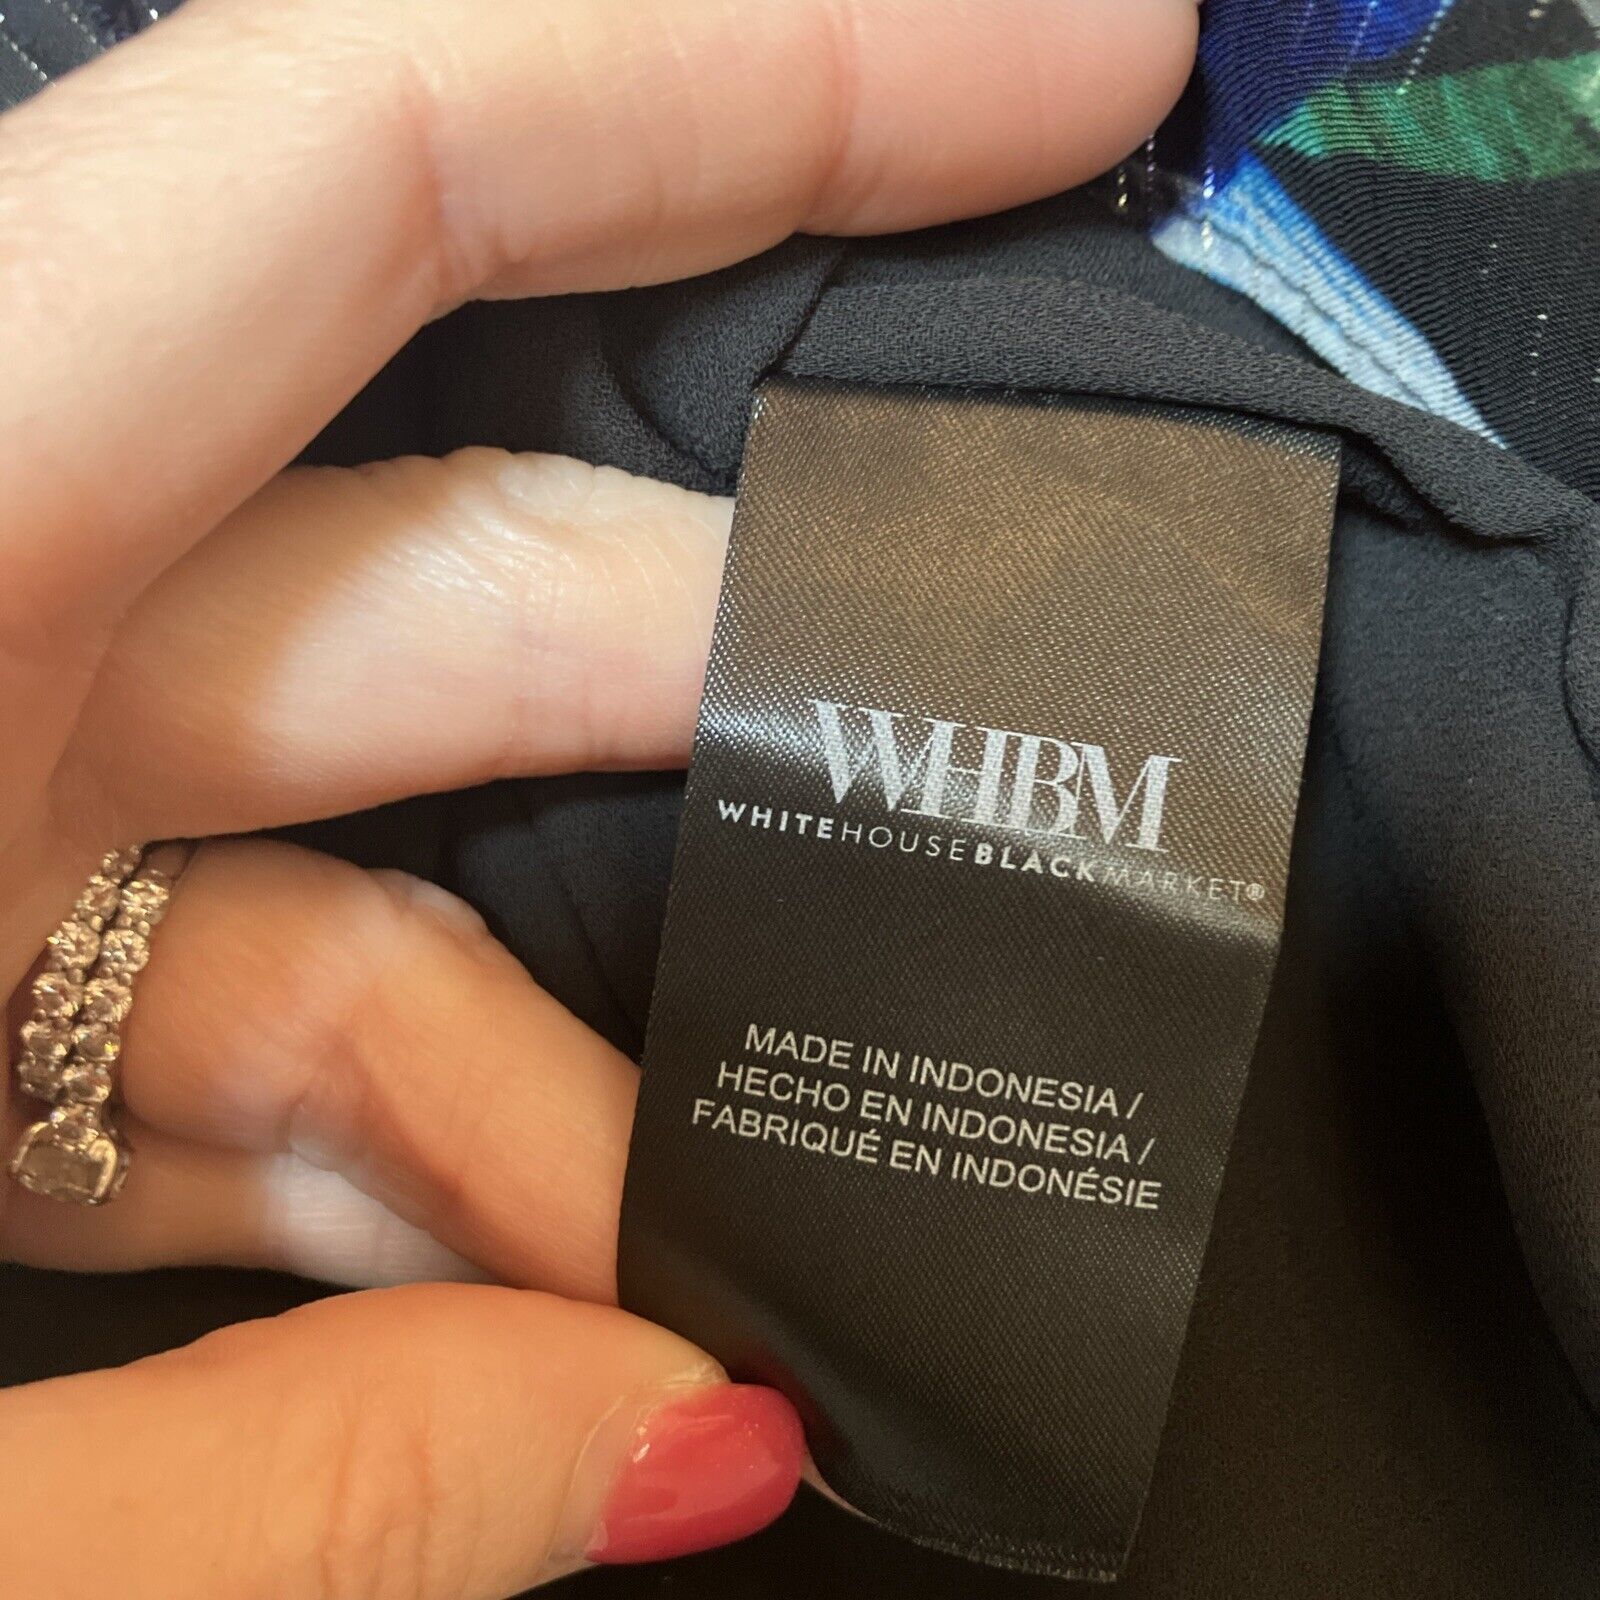 WHBM
WHITEHOUSEBLACKMARKET®
MADE IN INDONESIA /
HECHO EN INDONESIA /
FABRIQUÉ EN INDONÉSIE